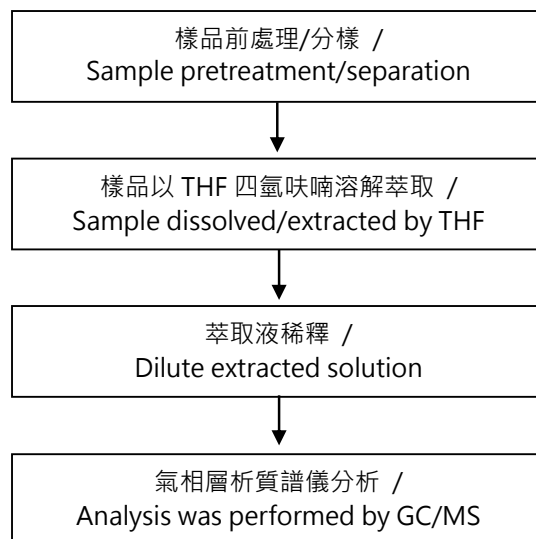 樣品前處理/分樣 /
Sample pretreatment/separation
樣品以 THF 四氫呋喃溶解萃取 /
Sample dissolved/extracted by THF
萃取液稀釋 /
Dilute extracted solution
氣相層析質譜儀分析 /
Analysis was performed by GC/MS